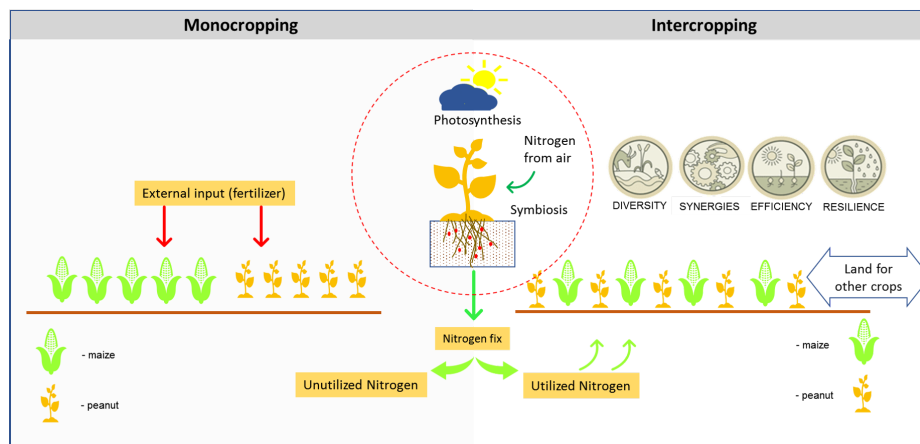 Monocropping
Intercropping
Photosynthesis
Nitrogen
from air
Symbiosis
External input (fertilizer)
DIVERSITY
SYNERGIES
EFFICIENCY
RESILIENCE
Land for
other crops
Nitrogen fix
Unutilized Nitrogen
Utilized Nitrogen
- maize
- peanut
- maize
- peanut